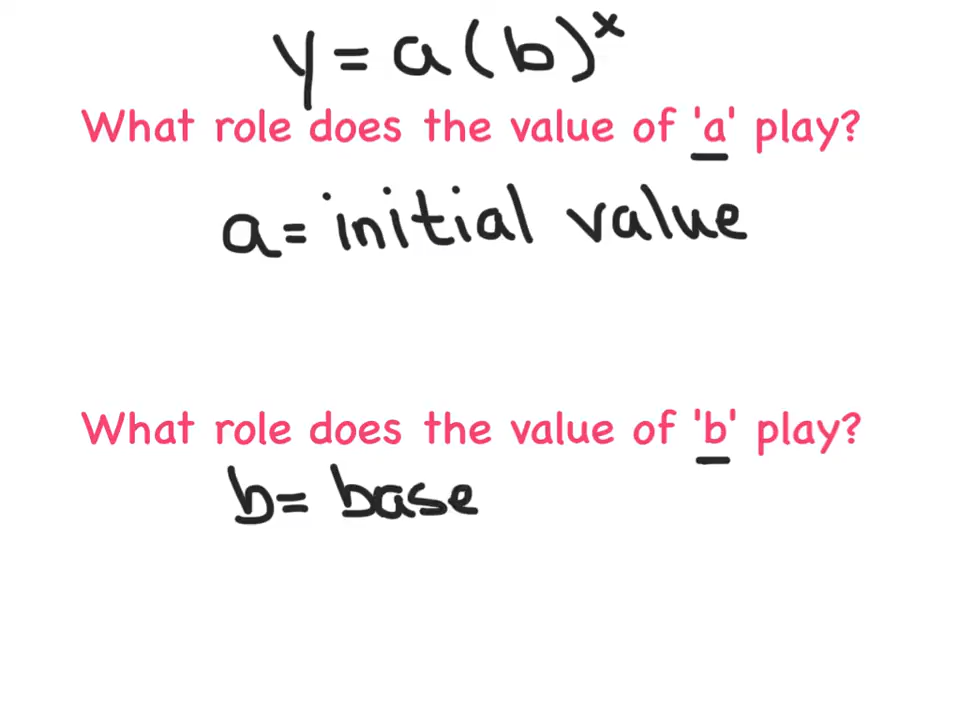 y = a(b)^x
What role does the value of 'a' play?
a = initial value
What role does the value of 'b' play?
b = base